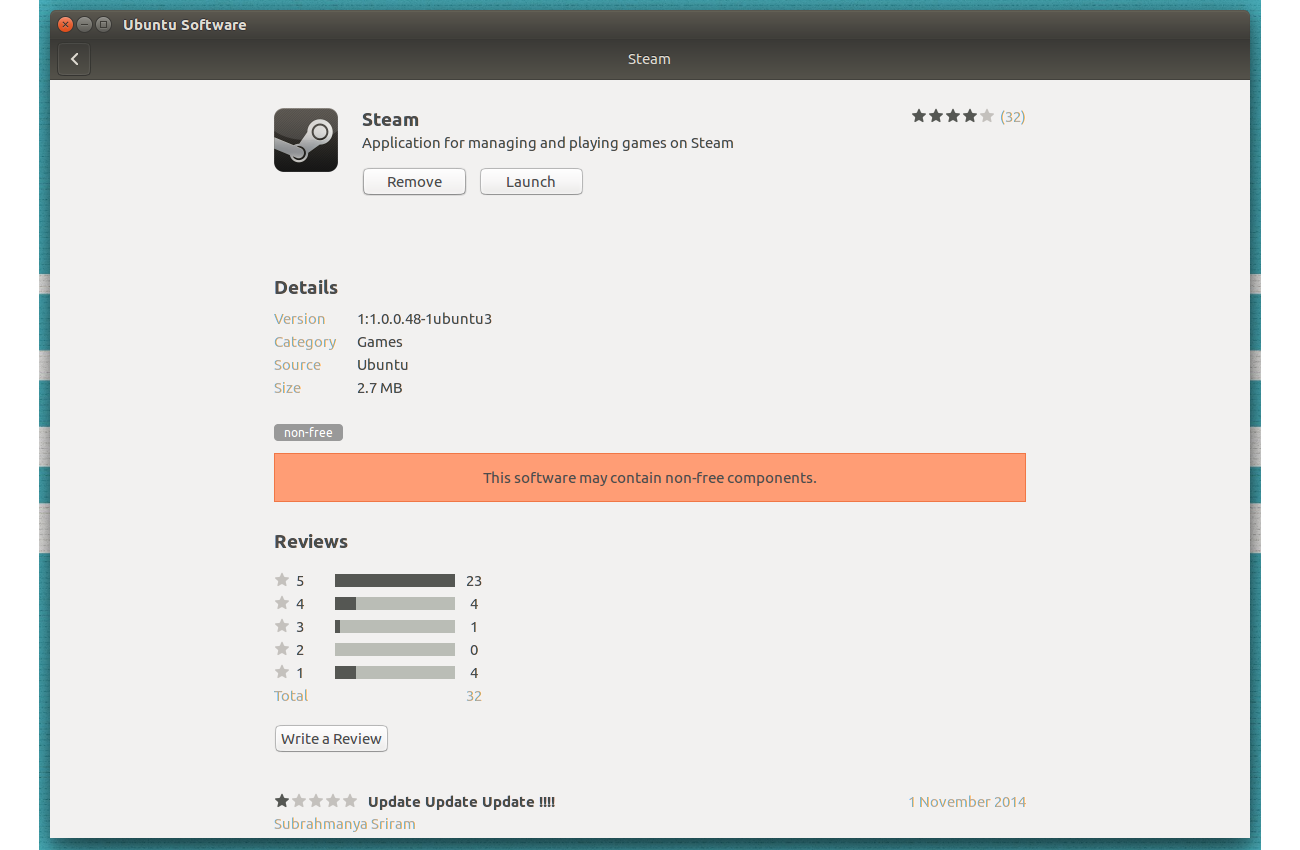 Ubuntu Software
Steam
Steam
(32)
Application for managing and playing games on Steam
Remove Launch
Details
Version 1:1.0.0.48-1ubuntu3
Category Games
Source Ubuntu
Size 2.7 MB
non-free
This software may contain non-free components.
Reviews
5 23
4 4
3 1
2 0
1 4
Total 32
Write a Review
Update Update Update !!!! 1 November 2014
Subrahmanya Sriram